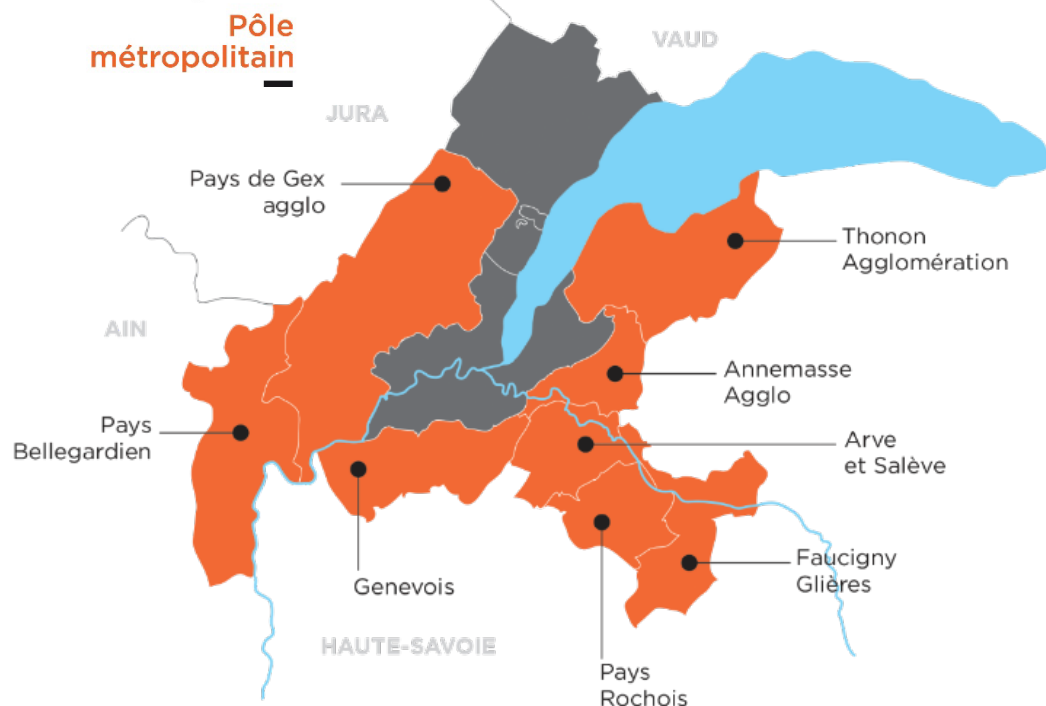 Pôle
métropolitain
VAUD
JURA
Pays de Gex
agglo
Thonon
Agglomération
AIN
Annemasse
Agglo
Pays
Bellegardien
Arve
et Salève
Faucigny
Glières
Genevois
HAUTE-SAVOIE
Pays
Rochois